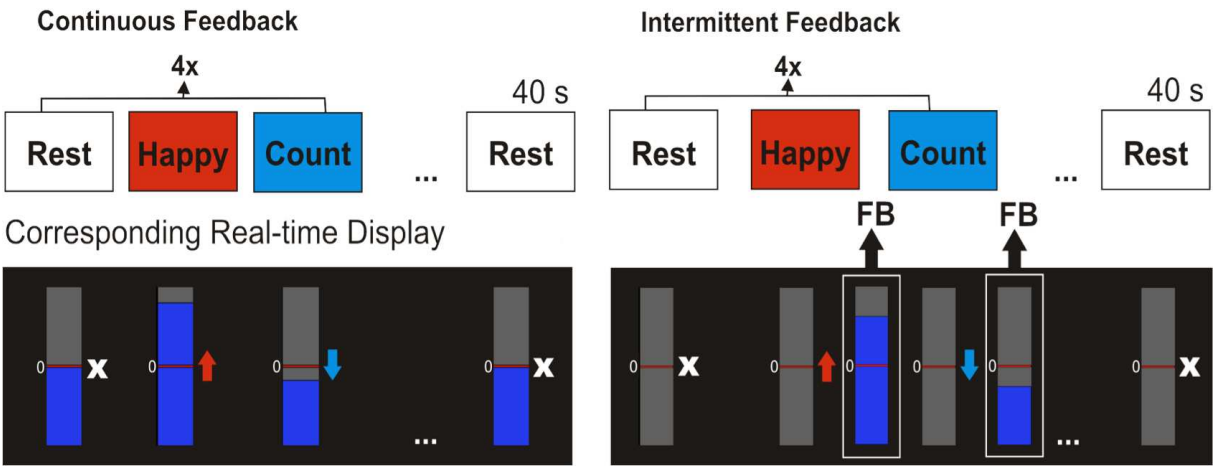 Continuous Feedback
4x
40 s
Rest Happy Count ... Rest
Corresponding Real-time Display
0 X 0 0 ... 0 X
Intermittent Feedback
4x
40 s
Rest Happy Count ... Rest
FB FB
0 X 0 0 0 0 ... 0 X